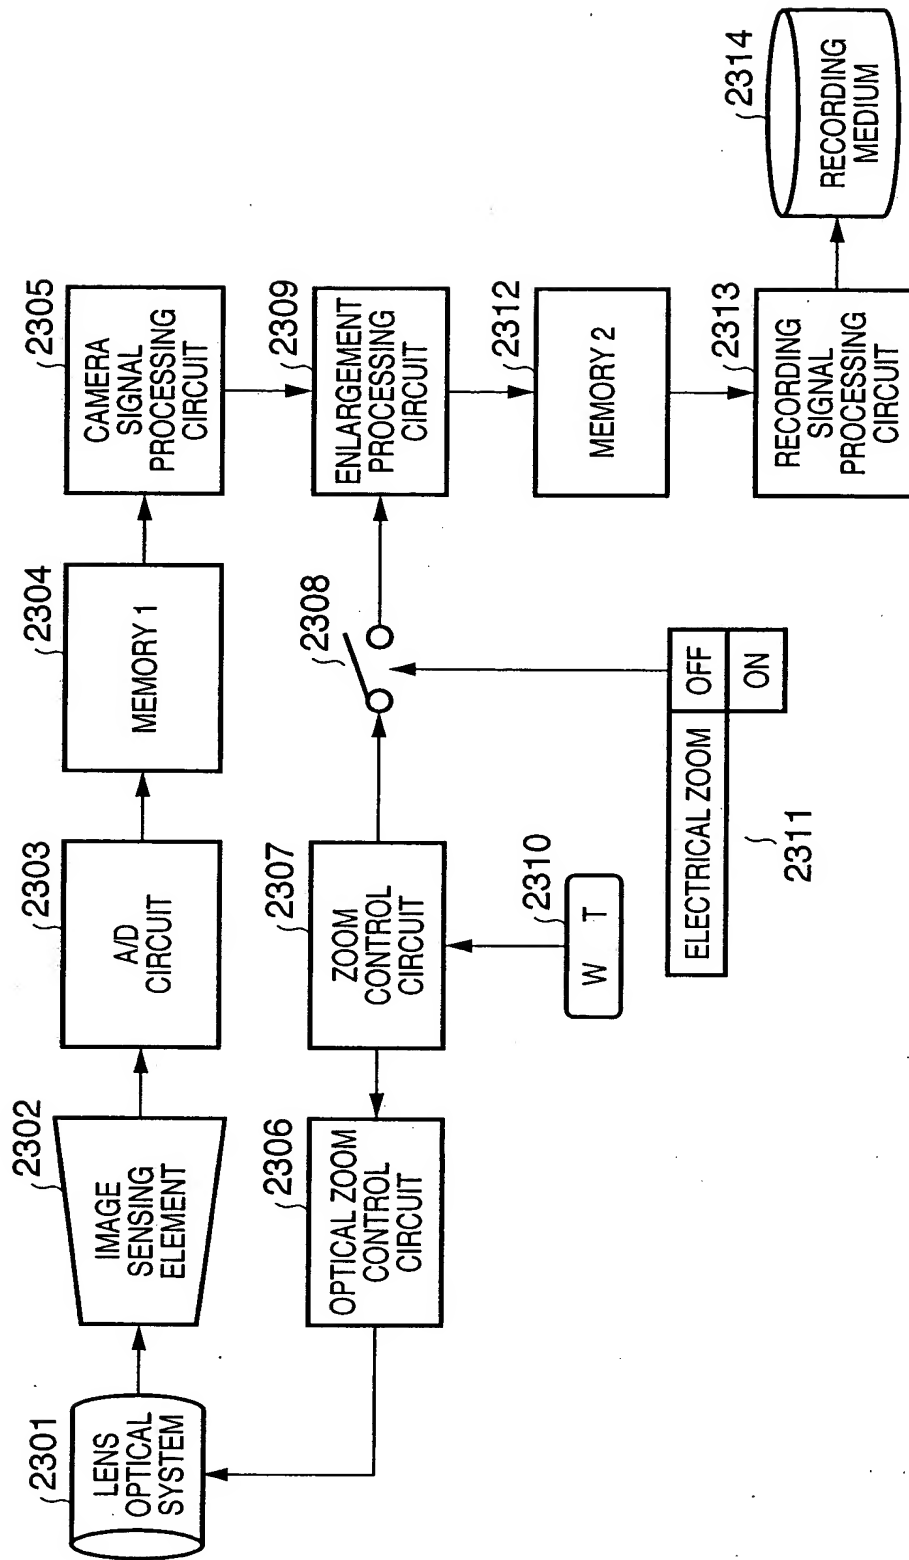 2301
LENS
OPTICAL
SYSTEM
2302
IMAGE
SENSING
ELEMENT
2303
A/D
CIRCUIT
2304
MEMORY 1
2305
CAMERA
SIGNAL
PROCESSING
CIRCUIT
2306
OPTICAL ZOOM
CONTROL
CIRCUIT
2307
ZOOM
CONTROL
CIRCUIT
2308
2309
ENLARGEMENT
PROCESSING
CIRCUIT
2310
W T
ELECTRICAL ZOOM
OFF
ON
2311
2312
MEMORY 2
2313
RECORDING
SIGNAL
PROCESSING
CIRCUIT
2314
RECORDING
MEDIUM